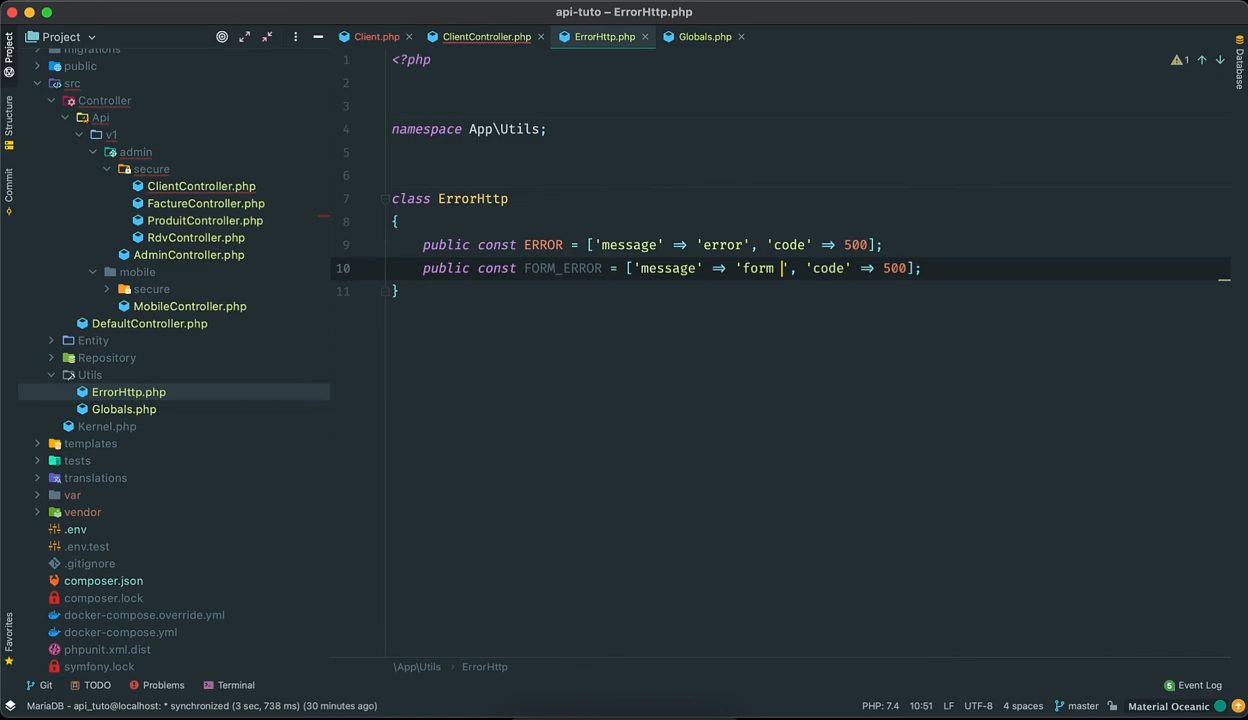 api-tuto – ErrorHttp.php
Project
Client.php
ClientController.php
ErrorHttp.php
Globals.php
Project
Structure
Commit
Favorites
Database
migrations
public
src
Controller
Api
v1
admin
secure
ClientController.php
FactureController.php
ProduitController.php
RdvController.php
AdminController.php
mobile
secure
MobileController.php
DefaultController.php
Entity
Repository
Utils
ErrorHttp.php
Globals.php
Kernel.php
templates
tests
translations
var
vendor
.env
.env.test
.gitignore
composer.json
composer.lock
docker-compose.override.yml
docker-compose.yml
phpunit.xml.dist
symfony.lock
1 <?php
2
3
4 namespace App\Utils;
5
6
7 class ErrorHttp
8 {
9 public const ERROR = ['message' => 'error', 'code' => 500];
10 public const FORM_ERROR = ['message' => 'form ', 'code' => 500];
11 }
1
\App\Utils › ErrorHttp
Git TODO Problems Terminal
5 Event Log
MariaDB - api_tuto@localhost: * synchronized (3 sec, 738 ms) (30 minutes ago)
PHP: 7.4 10:51 LF UTF-8 4 spaces master Material Oceanic